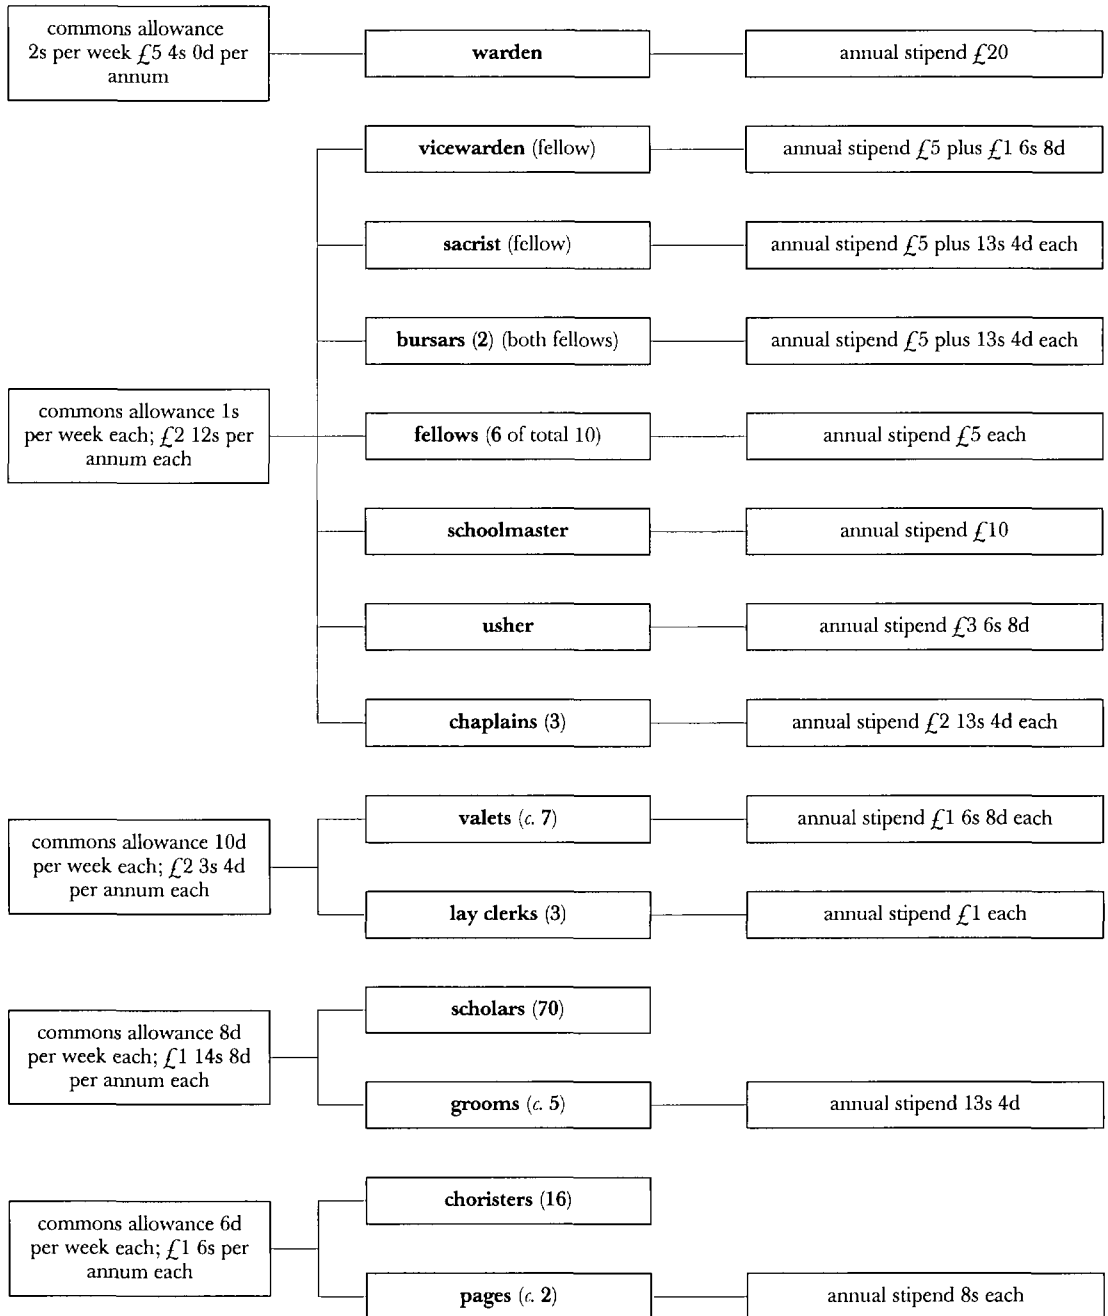 commons allowance
2s per week £5 4s 0d per
annum
warden
annual stipend £20
vicewarden (fellow)
annual stipend £5 plus £1 6s 8d
sacrist (fellow)
annual stipend £5 plus 13s 4d each
bursars (2) (both fellows)
annual stipend £5 plus 13s 4d each
commons allowance 1s
per week each; £2 12s per
annum each
fellows (6 of total 10)
annual stipend £5 each
schoolmaster
annual stipend £10
usher
annual stipend £3 6s 8d
chaplains (3)
annual stipend £2 13s 4d each
commons allowance 10d
per week each; £2 3s 4d
per annum each
valets (c. 7)
annual stipend £1 6s 8d each
lay clerks (3)
annual stipend £1 each
commons allowance 8d
per week each; £1 14s 8d
per annum each
scholars (70)
grooms (c. 5)
annual stipend 13s 4d
commons allowance 6d
per week each; £1 6s per
annum each
choristers (16)
pages (c. 2)
annual stipend 8s each